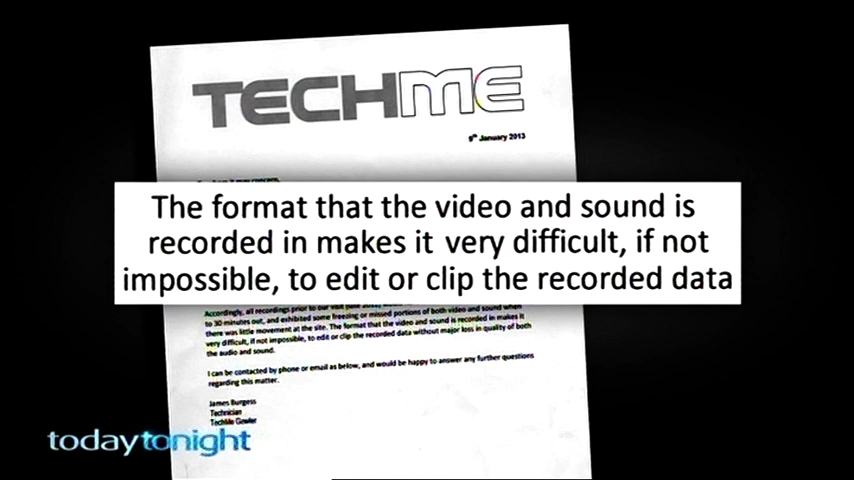 TECHME
9th January 2013
The format that the video and sound is
recorded in makes it very difficult, if not
impossible, to edit or clip the recorded data
Accordingly, all recordings prior to our visit
to 30 minutes out, and exhibited some freezing or missed portions of both video and sound when
there was little movement at the site. The format that the video and sound is recorded in makes it
very difficult, if not impossible, to edit or clip the recorded data without major loss in quality of both
the audio and sound.
I can be contacted by phone or email as below, and would be happy to answer any further questions
regarding this matter.
James Burgess
Technician
TechMe Gawler
todaytonight